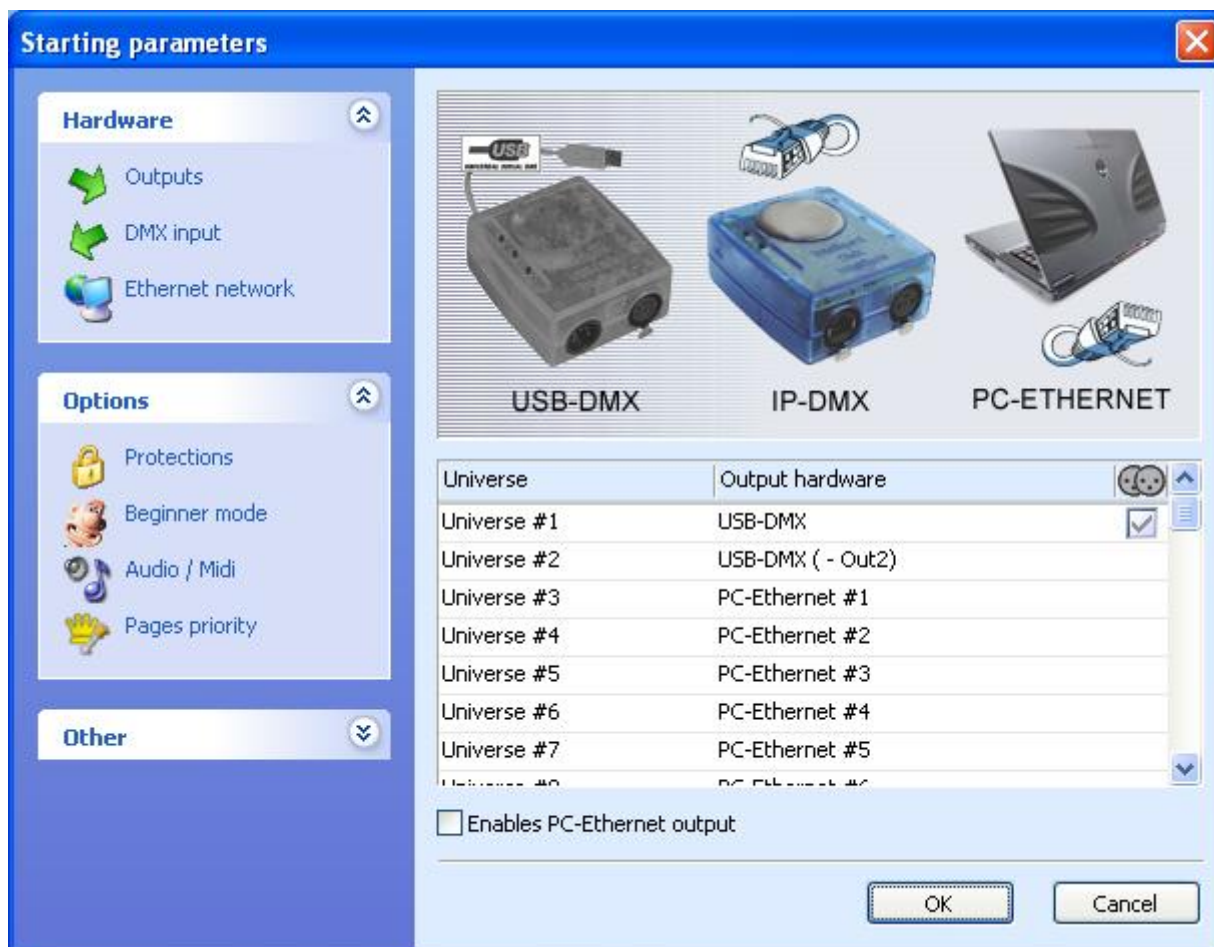 Starting parameters
Hardware
Outputs
DMX input
Ethernet network
Options
Protections
Beginner mode
Audio / Midi
Pages priority
Other
USB
USB-DMX
IP-DMX
PC-ETHERNET
Universe Output hardware
Universe #1 USB-DMX
Universe #2 USB-DMX ( - Out2)
Universe #3 PC-Ethernet #1
Universe #4 PC-Ethernet #2
Universe #5 PC-Ethernet #3
Universe #6 PC-Ethernet #4
Universe #7 PC-Ethernet #5
Enables PC-Ethernet output
OK
Cancel